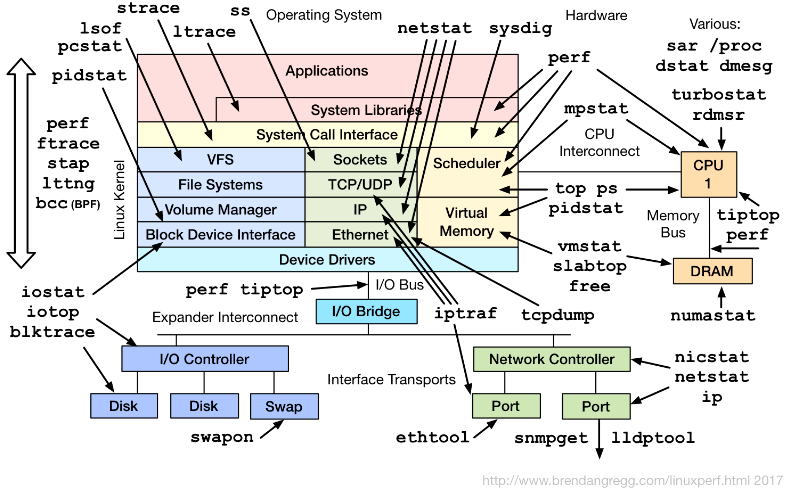 strace
ss
Operating System
Hardware
Various:
lsof
pcstat
ltrace
netstat
sysdig
sar /proc
dstat dmesg
pidstat
Applications
perf
turbostat
rdmsr
System Libraries
mpstat
System Call Interface
CPU
Interconnect
perf
ftrace
stap
lttng
bcc (BPF)
Linux Kernel
VFS
Sockets
Scheduler
CPU
1
File Systems
TCP/UDP
top ps
pidstat
Volume Manager
IP
Virtual
Memory
Memory
Bus
tiptop
perf
Block Device Interface
Ethernet
vmstat
slabtop
free
Device Drivers
DRAM
iostat
iotop
blktrace
perf tiptop
I/O Bus
I/O Bridge
iptraf
tcpdump
numastat
Expander Interconnect
I/O Controller
Network Controller
nicstat
netstat
ip
Interface Transports
Disk
Disk
Swap
Port
Port
swapon
ethtool
snmpget
lldptool
http://www.brendangregg.com/linuxperf.html 2017